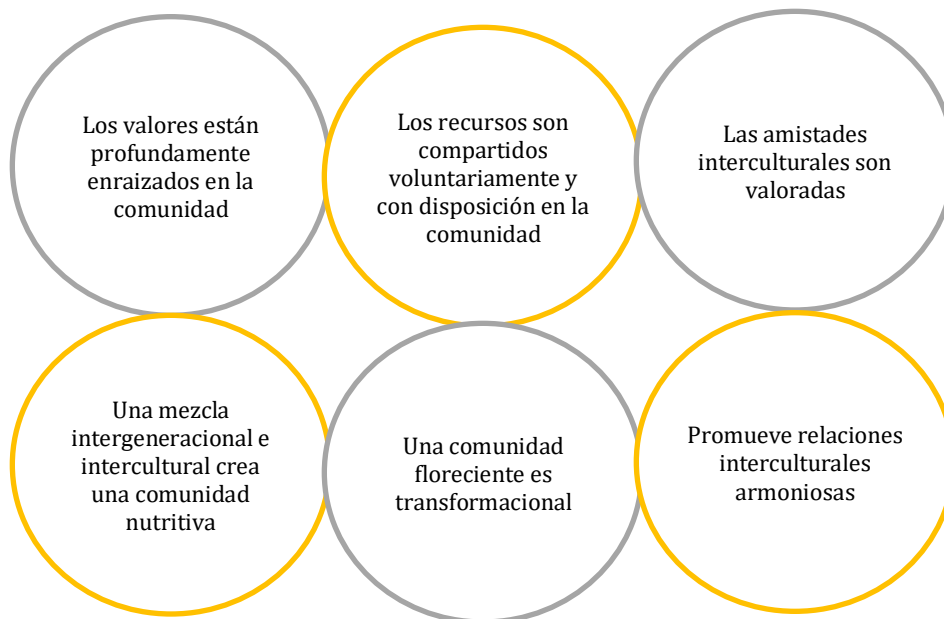 Los valores están
profundamente
enraizados en la
comunidad
Los recursos son
compartidos
voluntariamente y
con disposición en la
comunidad
Las amistades
interculturales son
valoradas
Una mezcla
intergeneracional e
intercultural crea
una comunidad
nutritiva
Una comunidad
floreciente es
transformacional
Promueve relaciones
interculturales
armoniosas